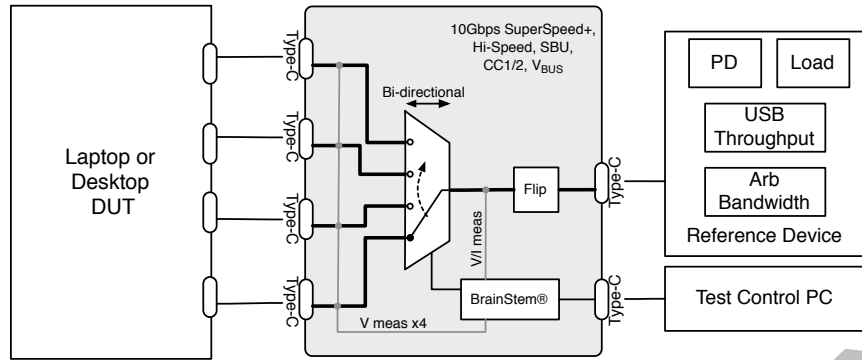 Laptop or
Desktop
DUT
Type-C
Type-C
Type-C
Type-C
10Gbps SuperSpeed+,
Hi-Speed, SBU,
CC1/2, VBUS
Bi-directional
Flip
V/I meas
BrainStem®
V meas x4
Type-C
Type-C
PD
Load
USB
Throughput
Arb
Bandwidth
Reference Device
Test Control PC